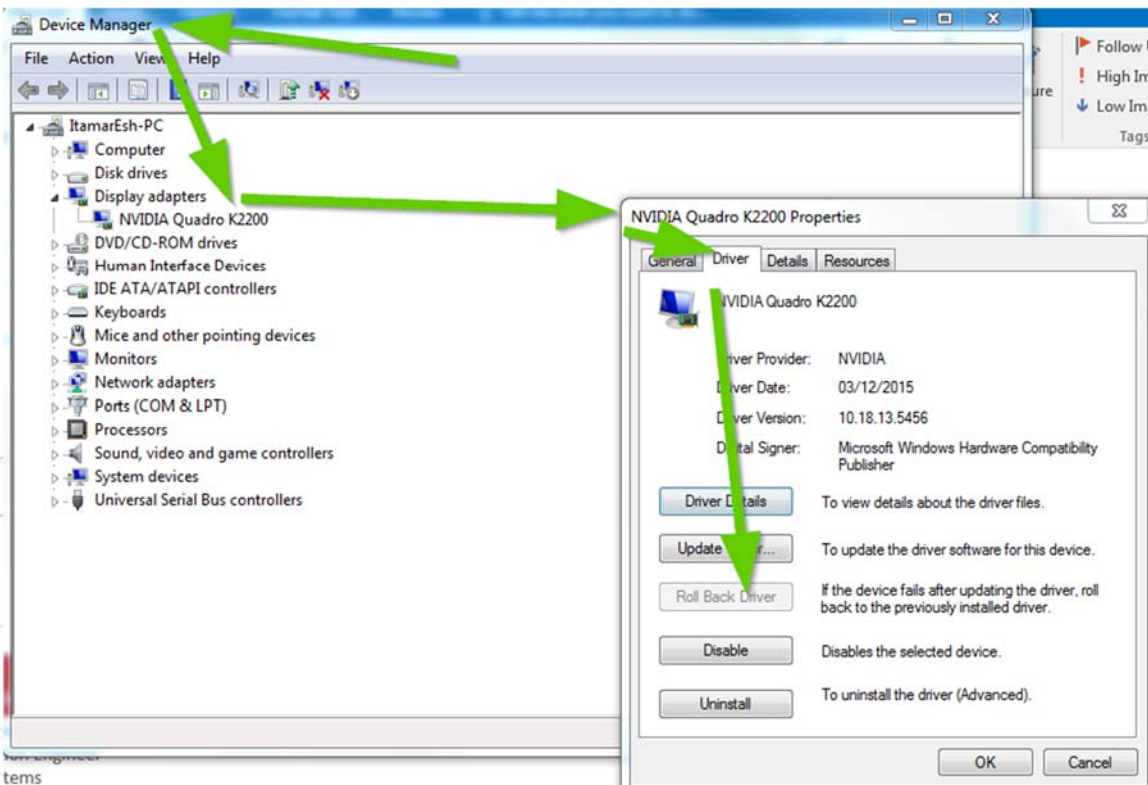 Device Manager
File Action View Help
ItamarEsh-PC
Computer
Disk drives
Display adapters
NVIDIA Quadro K2200
DVD/CD-ROM drives
Human Interface Devices
IDE ATA/ATAPI controllers
Keyboards
Mice and other pointing devices
Monitors
Network adapters
Ports (COM & LPT)
Processors
Sound, video and game controllers
System devices
Universal Serial Bus controllers
Follow
High Im
Low Im
Tags
NVIDIA Quadro K2200 Properties
General Driver Details Resources
NVIDIA Quadro K2200
Driver Provider: NVIDIA
Driver Date: 03/12/2015
Driver Version: 10.18.13.5456
Digital Signer: Microsoft Windows Hardware Compatibility
Publisher
Driver Details To view details about the driver files.
Update Driver... To update the driver software for this device.
Roll Back Driver If the device fails after updating the driver, roll
back to the previously installed driver.
Disable Disables the selected device.
Uninstall To uninstall the driver (Advanced).
OK Cancel
tems